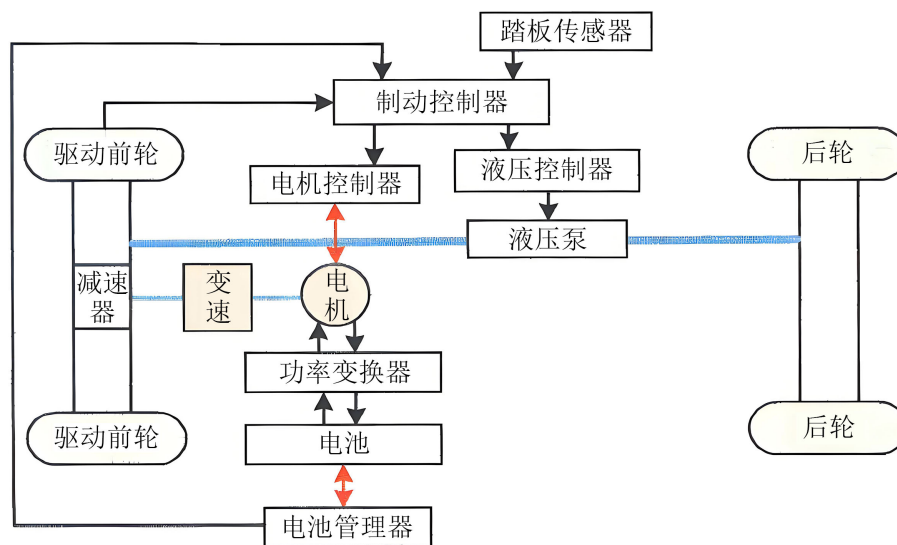 踏板传感器
制动控制器
驱动前轮
电机控制器
液压控制器
后轮
液压泵
减速
器
变
速
电
机
功率变换器
驱动前轮
电池
后轮
电池管理器